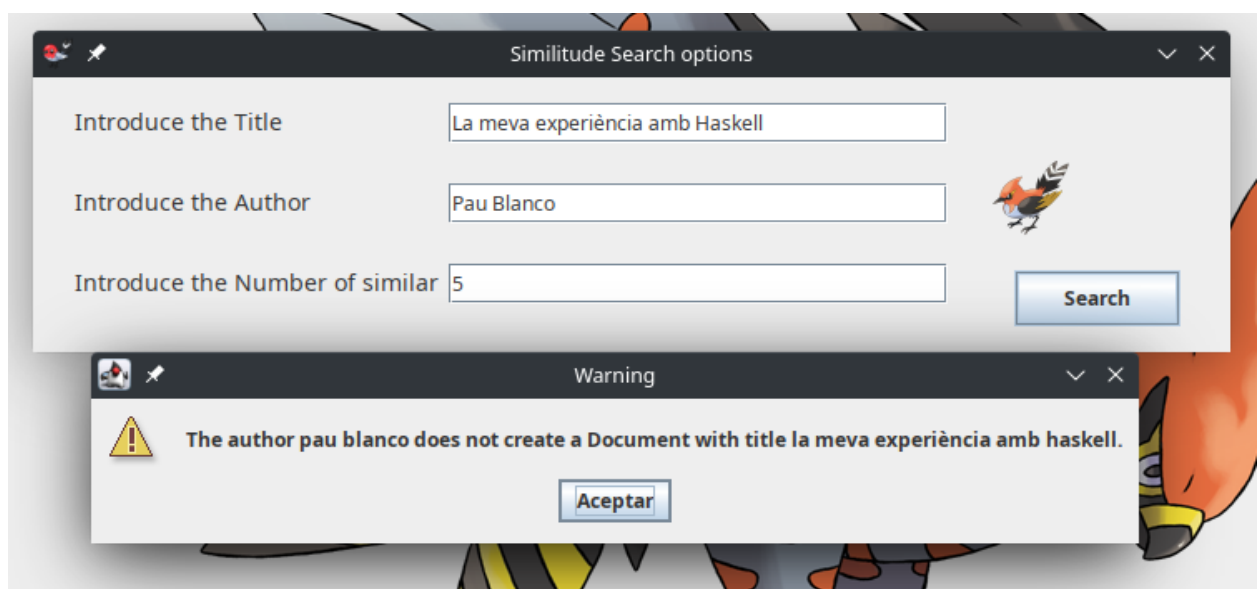 Similitude Search options
Introduce the Title
La meva experiència amb Haskell
Introduce the Author
Pau Blanco
Introduce the Number of similar
5
Search
Warning
The author pau blanco does not create a Document with title la meva experiència amb haskell.
Aceptar